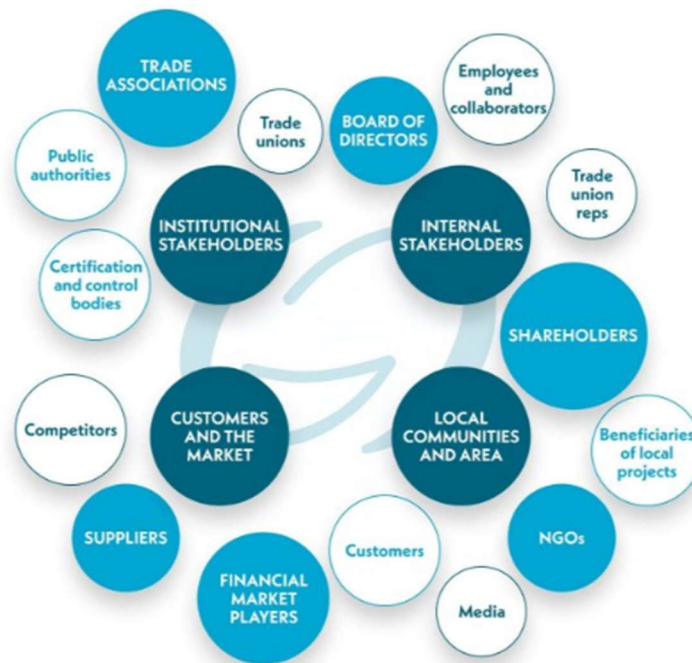 TRADE
ASSOCIATIONS
Trade
unions
BOARD OF
DIRECTORS
Employees
and
collaborators
Public
authorities
INSTITUTIONAL
STAKEHOLDERS
INTERNAL
STAKEHOLDERS
Trade
union
reps
Certification
and control
bodies
SHAREHOLDERS
Competitors
CUSTOMERS
AND THE
MARKET
LOCAL
COMMUNITIES
AND AREA
Beneficiaries
of local
projects
SUPPLIERS
FINANCIAL
MARKET
PLAYERS
Customers
NGOs
Media